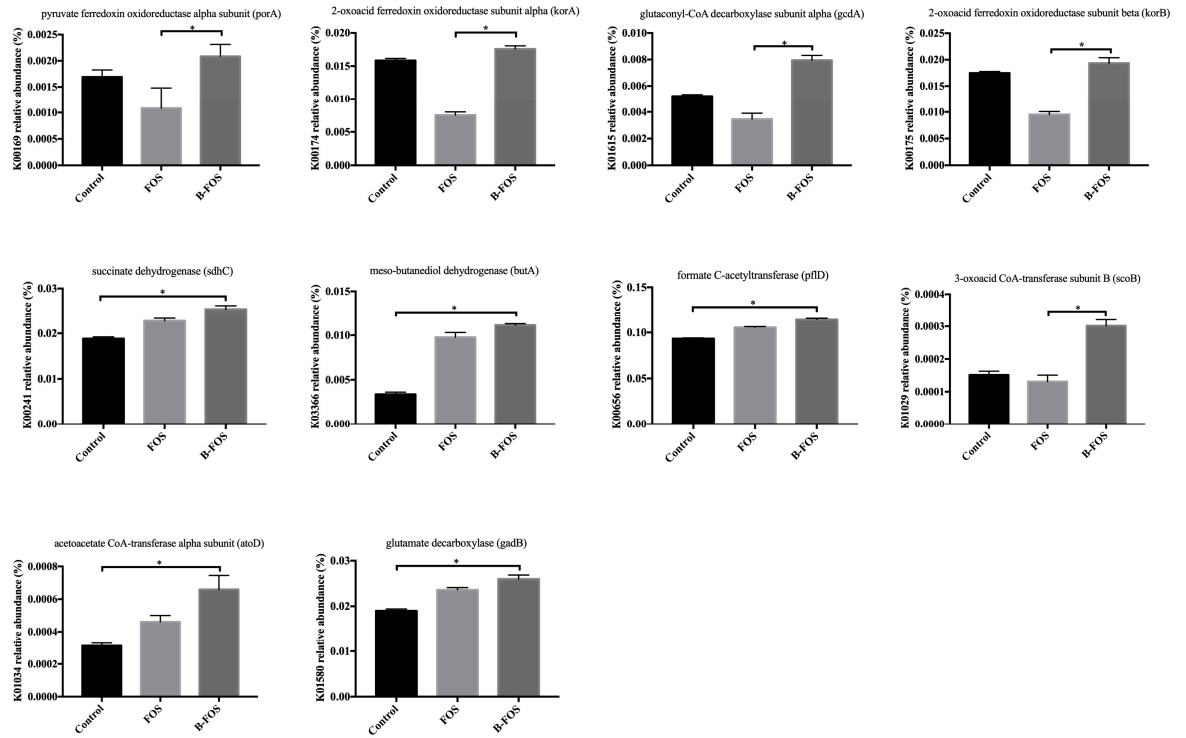 pyruvate ferredoxin oxidoreductase alpha subunit (porA)
K00169 relative abundance (%)
0.0025
0.0020
0.0015
0.0010
0.0005
0.0000
*
Control
FOS
B-FOS
2-oxoacid ferredoxin oxidoreductase subunit alpha (korA)
K00174 relative abundance (%)
0.020
0.015
0.010
0.005
0.000
*
Control
FOS
B-FOS
glutaconyl-CoA decarboxylase subunit alpha (gcdA)
K01615 relative abundance (%)
0.010
0.008
0.006
0.004
0.002
0.000
*
Control
FOS
B-FOS
2-oxoacid ferredoxin oxidoreductase subunit beta (korB)
K00175 relative abundance (%)
0.025
0.020
0.015
0.010
0.005
0.000
*
Control
FOS
B-FOS
succinate dehydrogenase (sdhC)
K00241 relative abundance (%)
0.03
0.02
0.01
0.00
*
Control
FOS
B-FOS
meso-butanediol dehydrogenase (butA)
K03366 relative abundance (%)
0.015
0.010
0.005
0.000
*
Control
FOS
B-FOS
formate C-acetyltransferase (pflD)
K00656 relative abundance (%)
0.15
0.10
0.05
0.00
*
Control
FOS
B-FOS
3-oxoacid CoA-transferase subunit B (scoB)
K01029 relative abundance (%)
0.0004
0.0003
0.0002
0.0001
0.0000
*
Control
FOS
B-FOS
acetoacetate CoA-transferase alpha subunit (atoD)
K01034 relative abundance (%)
0.0008
0.0006
0.0004
0.0002
0.0000
*
Control
FOS
B-FOS
glutamate decarboxylase (gadB)
K01580 relative abundance (%)
0.03
0.02
0.01
0.00
*
Control
FOS
B-FOS